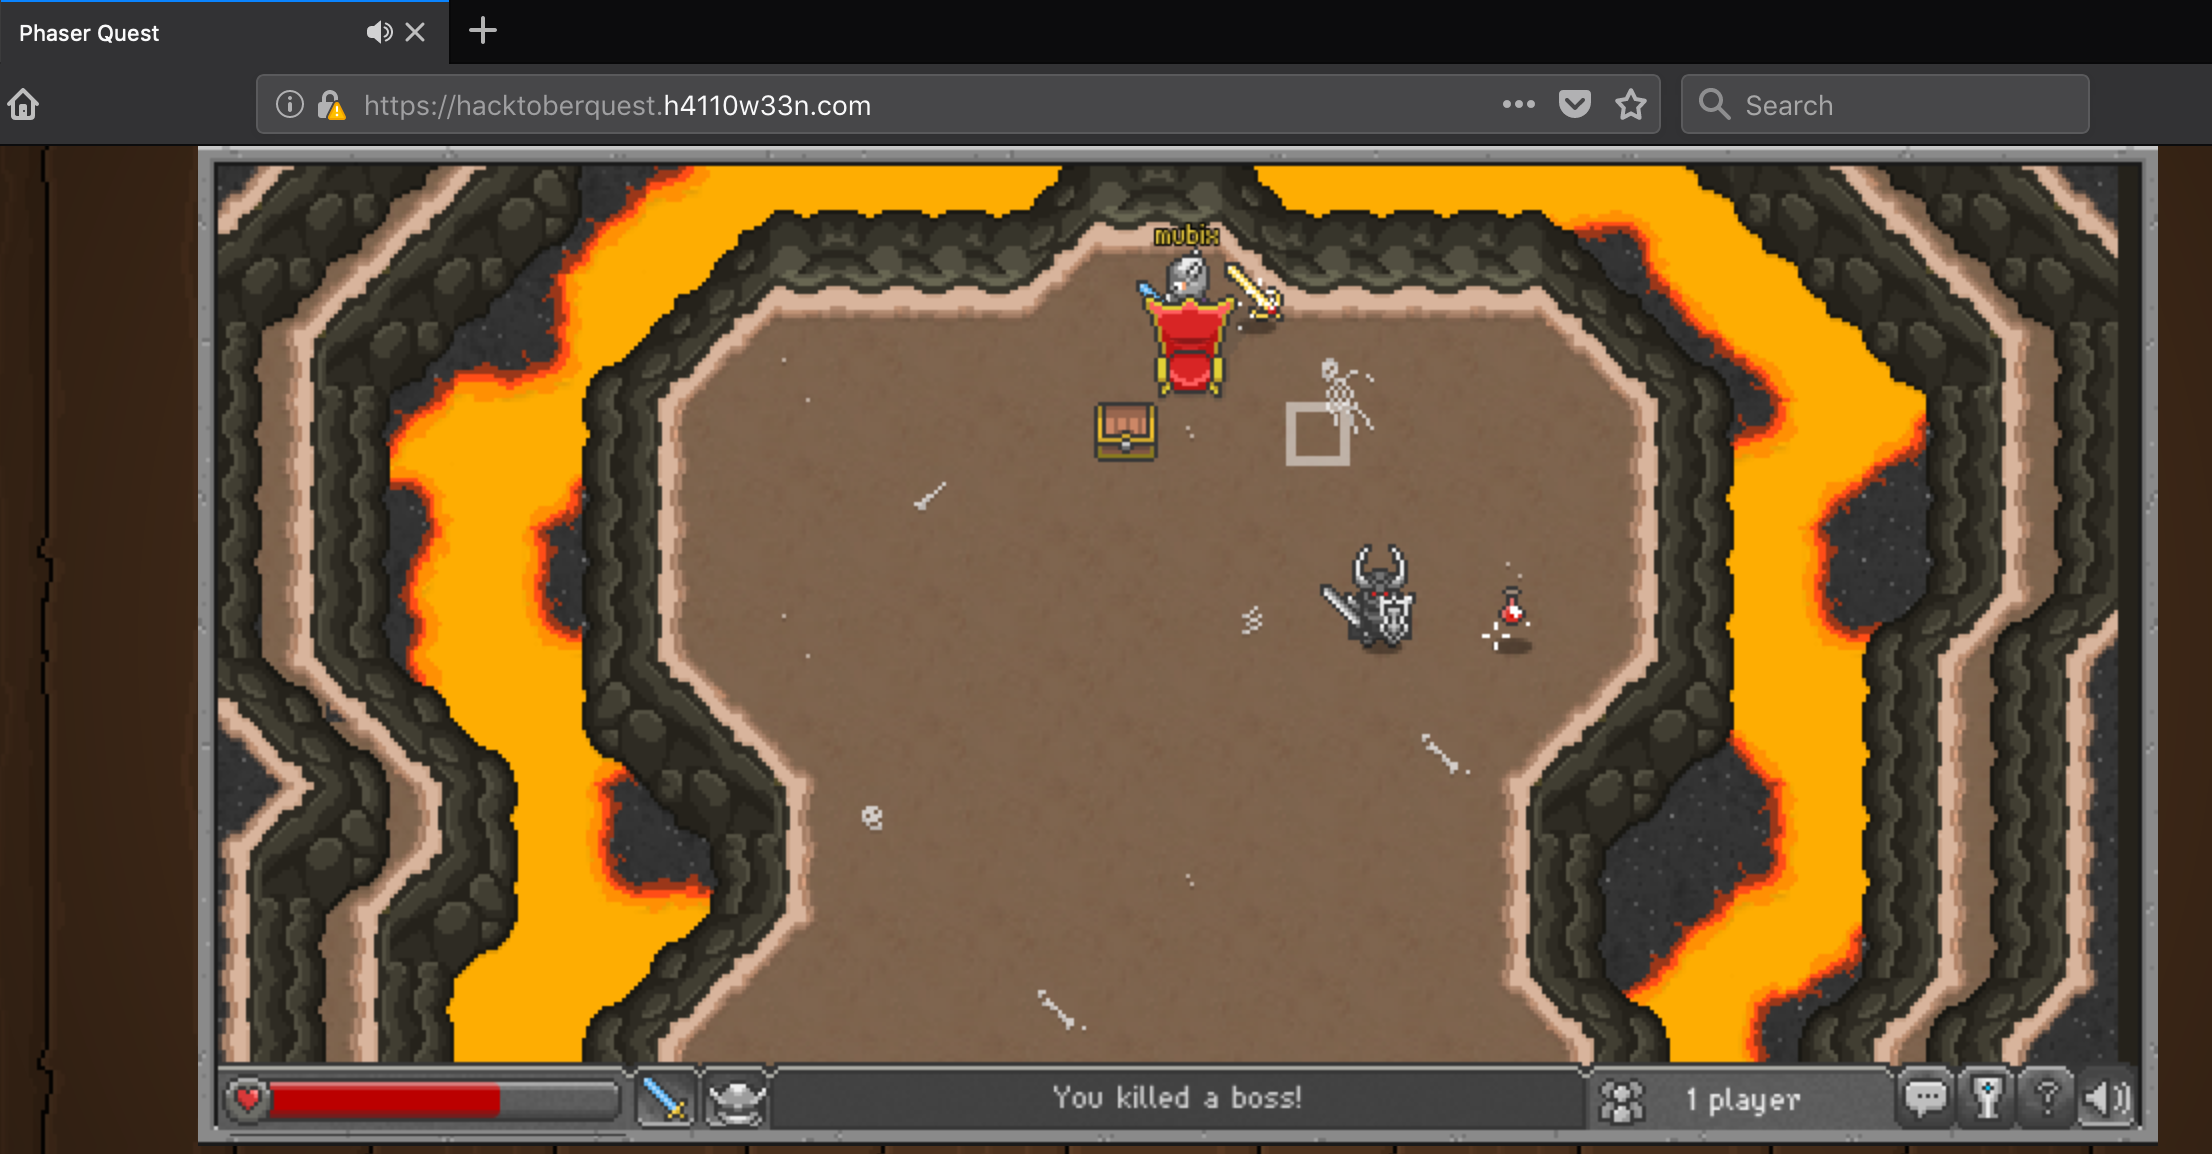 Phaser Quest
https://hacktoberquest.h4110w33n.com
Search
mubix
You killed a boss!
1 player